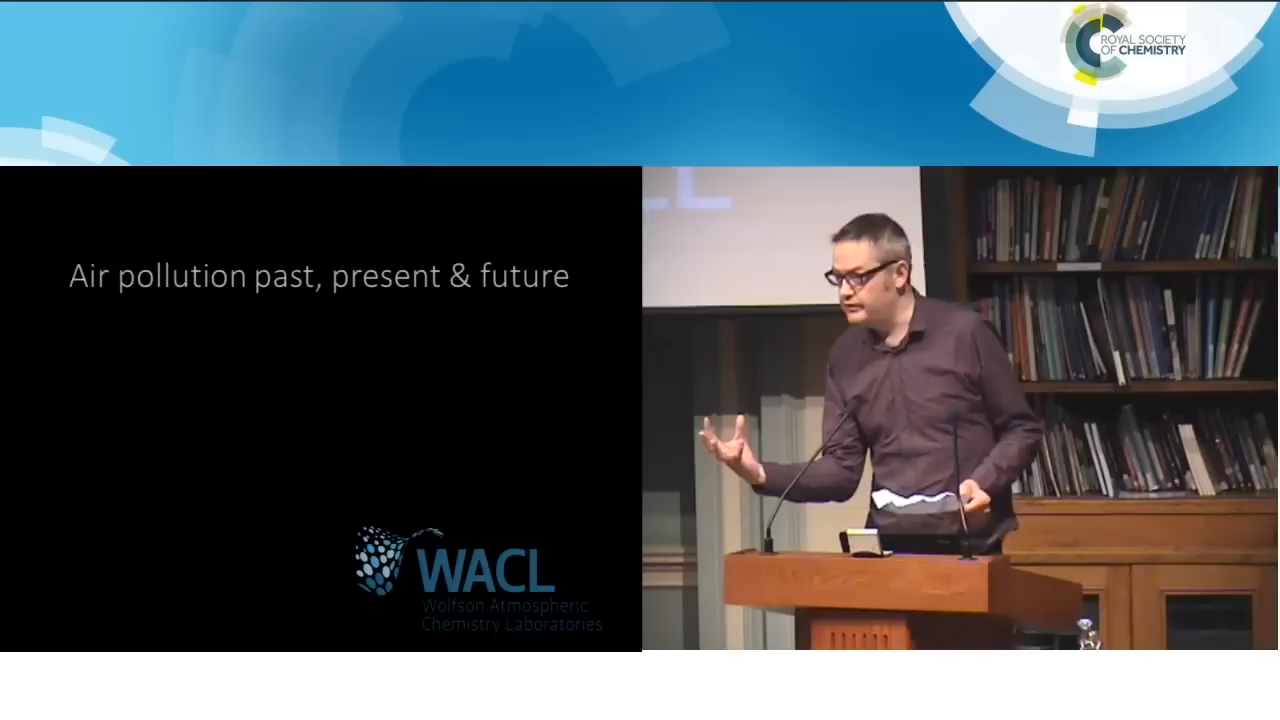 ROYAL SOCIETY
OF CHEMISTRY
Air pollution past, present & future
WACL
Wolfson Atmospheric
Chemistry Laboratories